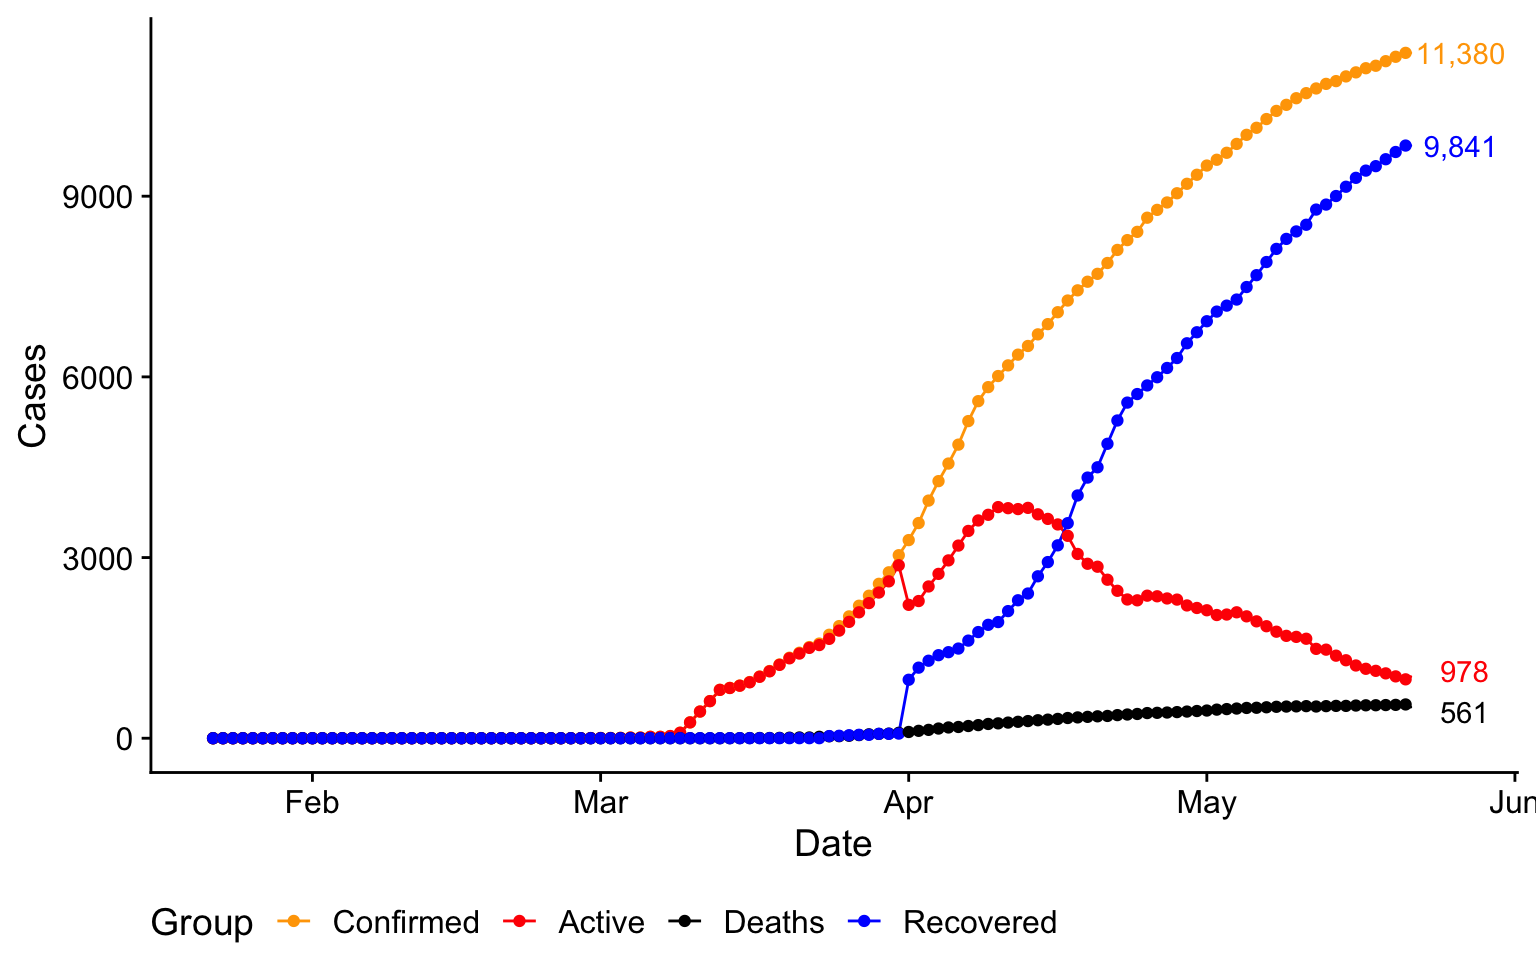 11,380
9,841
9000
6000
3000
0
978
561
Cases
Feb Mar Apr May Jun
Date
Group Confirmed Active Deaths Recovered